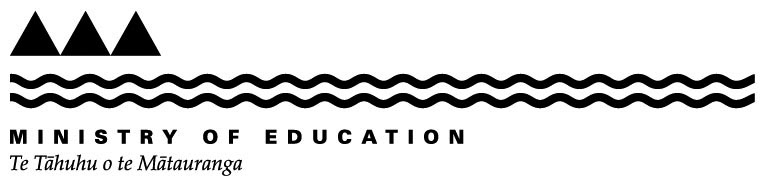 MINISTRY OF EDUCATION
Te Tāhuhu o te Mātauranga